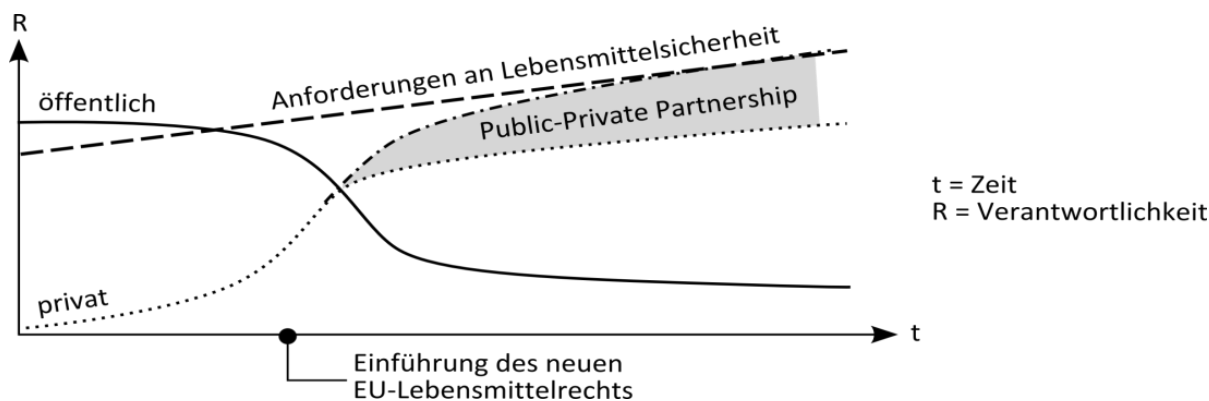 R
Anforderungen an Lebensmittelsicherheit
öffentlich
Public-Private Partnership
t = Zeit
R = Verantwortlichkeit
privat
t
Einführung des neuen
EU-Lebensmittelrechts